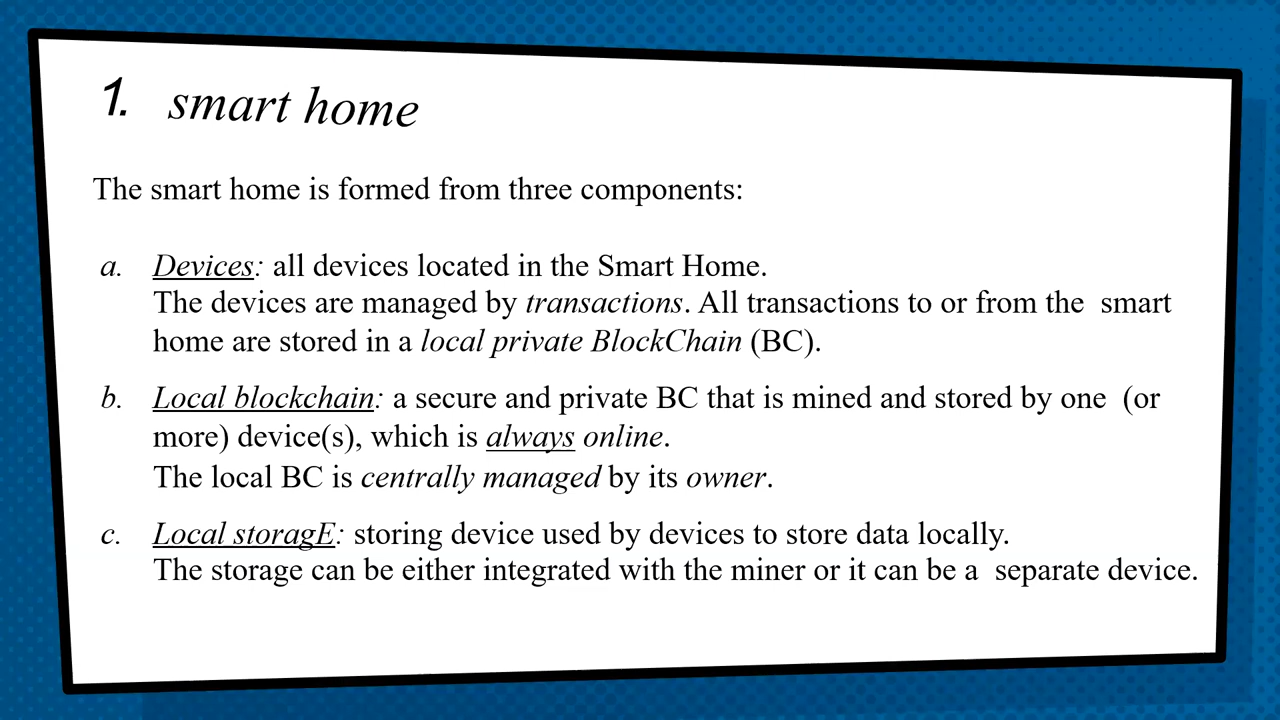 1. smart home
The smart home is formed from three components:
a. Devices: all devices located in the Smart Home.
The devices are managed by transactions. All transactions to or from the smart
home are stored in a local private BlockChain (BC).
b. Local blockchain: a secure and private BC that is mined and stored by one (or
more) device(s), which is always online.
The local BC is centrally managed by its owner.
c. Local storagE: storing device used by devices to store data locally.
The storage can be either integrated with the miner or it can be a separate device.